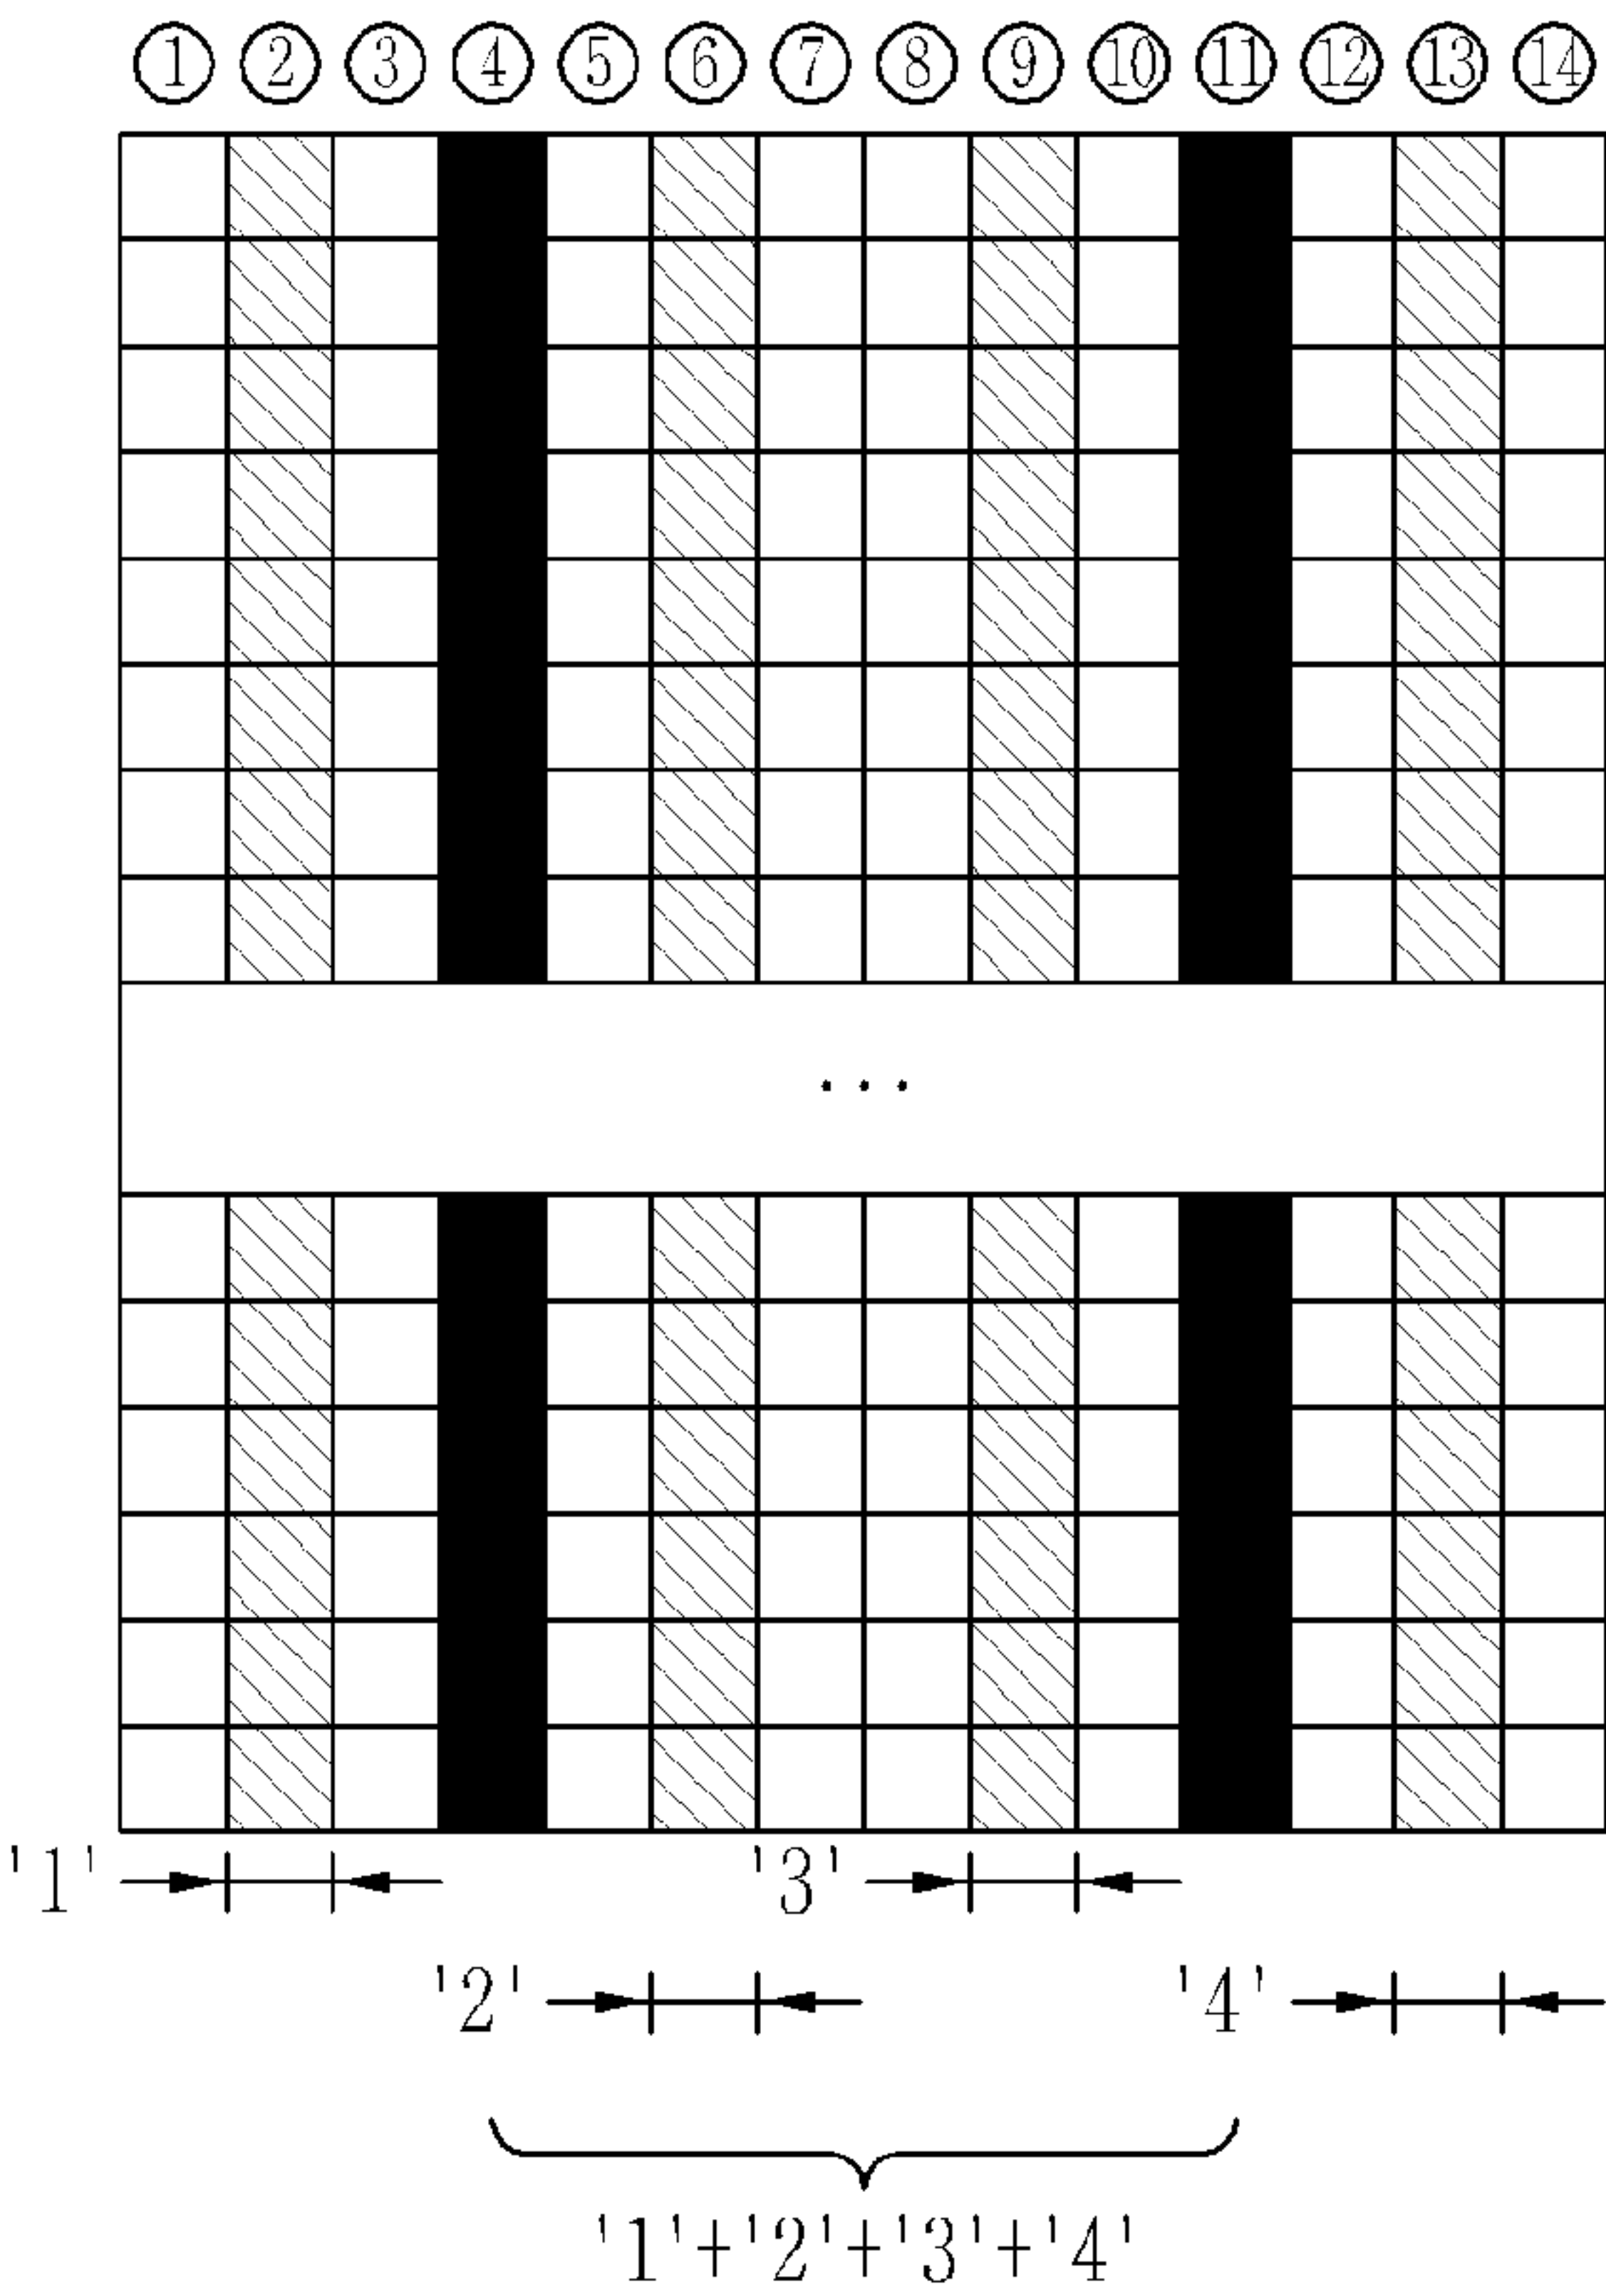 ① ② ③ ④ ⑤ ⑥ ⑦ ⑧ ⑨ ⑩ ⑪ ⑫ ⑬ ⑭
...
'1' '3'
'2' '4'
'1'+'2'+'3'+'4'